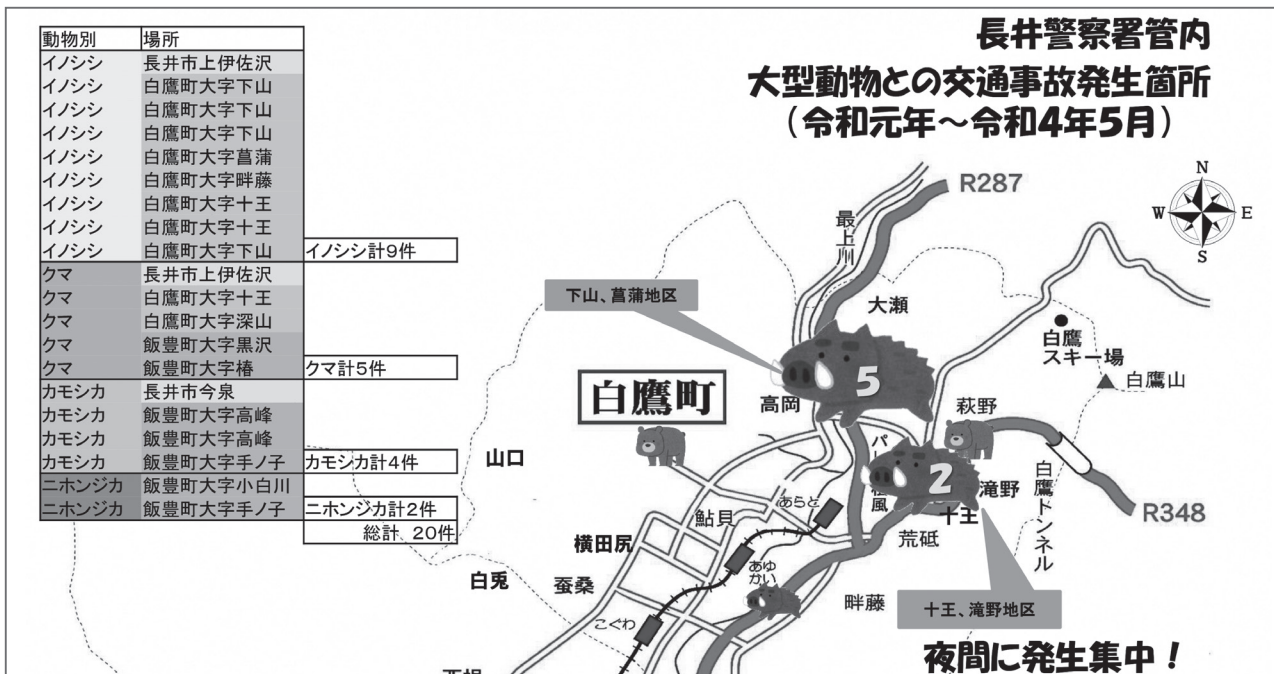 長井警察署管内
大型動物との交通事故発生箇所
（令和元年～令和4年5月）
動物別 場所
イノシシ 長井市上伊佐沢
イノシシ 白鷹町大字下山
イノシシ 白鷹町大字下山
イノシシ 白鷹町大字下山
イノシシ 白鷹町大字菖蒲
イノシシ 白鷹町大字畔藤
イノシシ 白鷹町大字十王
イノシシ 白鷹町大字十王
イノシシ 白鷹町大字下山 イノシシ計9件
クマ 長井市上伊佐沢
クマ 白鷹町大字十王
クマ 白鷹町大字深山
クマ 飯豊町大字黒沢
クマ 飯豊町大字椿 クマ計5件
カモシカ 長井市今泉
カモシカ 飯豊町大字高峰
カモシカ 飯豊町大字高峰
カモシカ 飯豊町大字手ノ子 カモシカ計4件
ニホンジカ 飯豊町大字小白川
ニホンジカ 飯豊町大字手ノ子 ニホンジカ計2件
総計 20件
R287
N
W
E
S
最上川
下山、菖蒲地区
大瀬
白鷹
スキー場
白鷹山
5
白鷹町
高岡
萩野
山口
2
滝野
十王
白鷹トンネル
R348
あらと
鮎貝
荒砥
横田尻
あゆ
かい
白兎
蚕桑
畔藤
十王、滝野地区
こぐわ
夜間に発生集中！